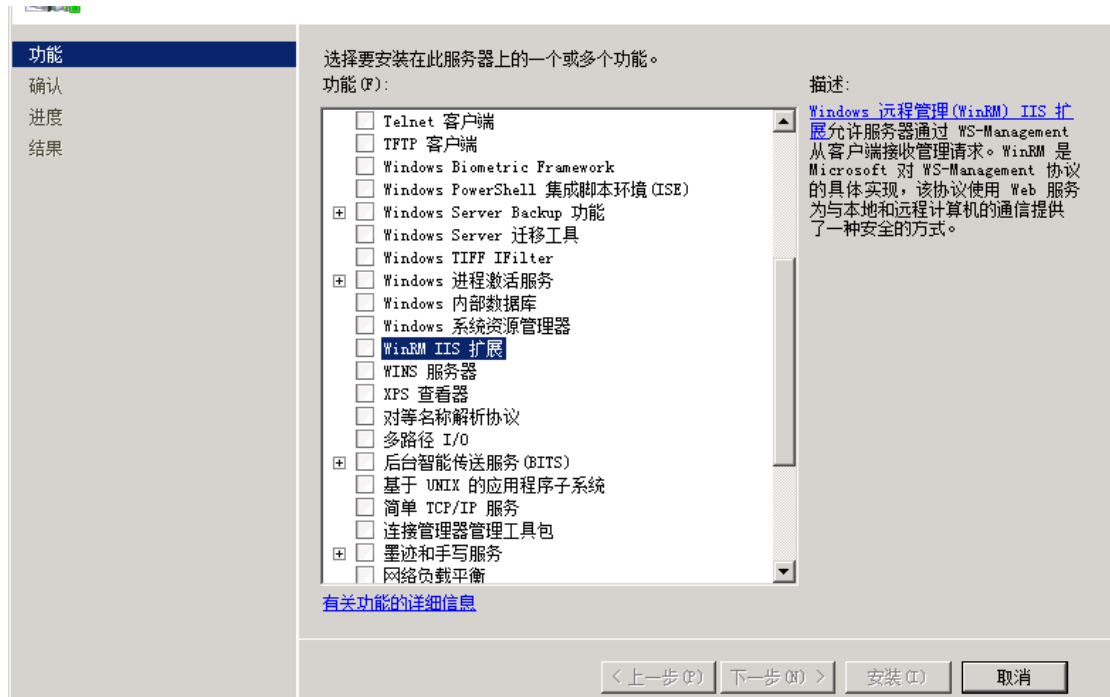 功能
确认
进度
结果
选择要安装在此服务器上的一个或多个功能。
功能(F):
Telnet 客户端
TFTP 客户端
Windows Biometric Framework
Windows PowerShell 集成脚本环境(ISE)
Windows Server Backup 功能
Windows Server 迁移工具
Windows TIFF IFilter
Windows 进程激活服务
Windows 内部数据库
Windows 系统资源管理器
WinRM IIS 扩展
WINS 服务器
XPS 查看器
对等名称解析协议
多路径 I/O
后台智能传送服务(BITS)
基于 UNIX 的应用程序子系统
简单 TCP/IP 服务
连接管理器管理工具包
墨迹和手写服务
网络负载平衡
有关功能的详细信息
描述:
Windows 远程管理(WinRM) IIS 扩
展允许服务器通过 WS-Management
从客户端接收管理请求。WinRM 是
Microsoft 对 WS-Management 协议
的具体实现，该协议使用 Web 服务
为与本地和远程计算机的通信提供
了一种安全的方式。
< 上一步(P)
下一步(N) >
安装(I)
取消